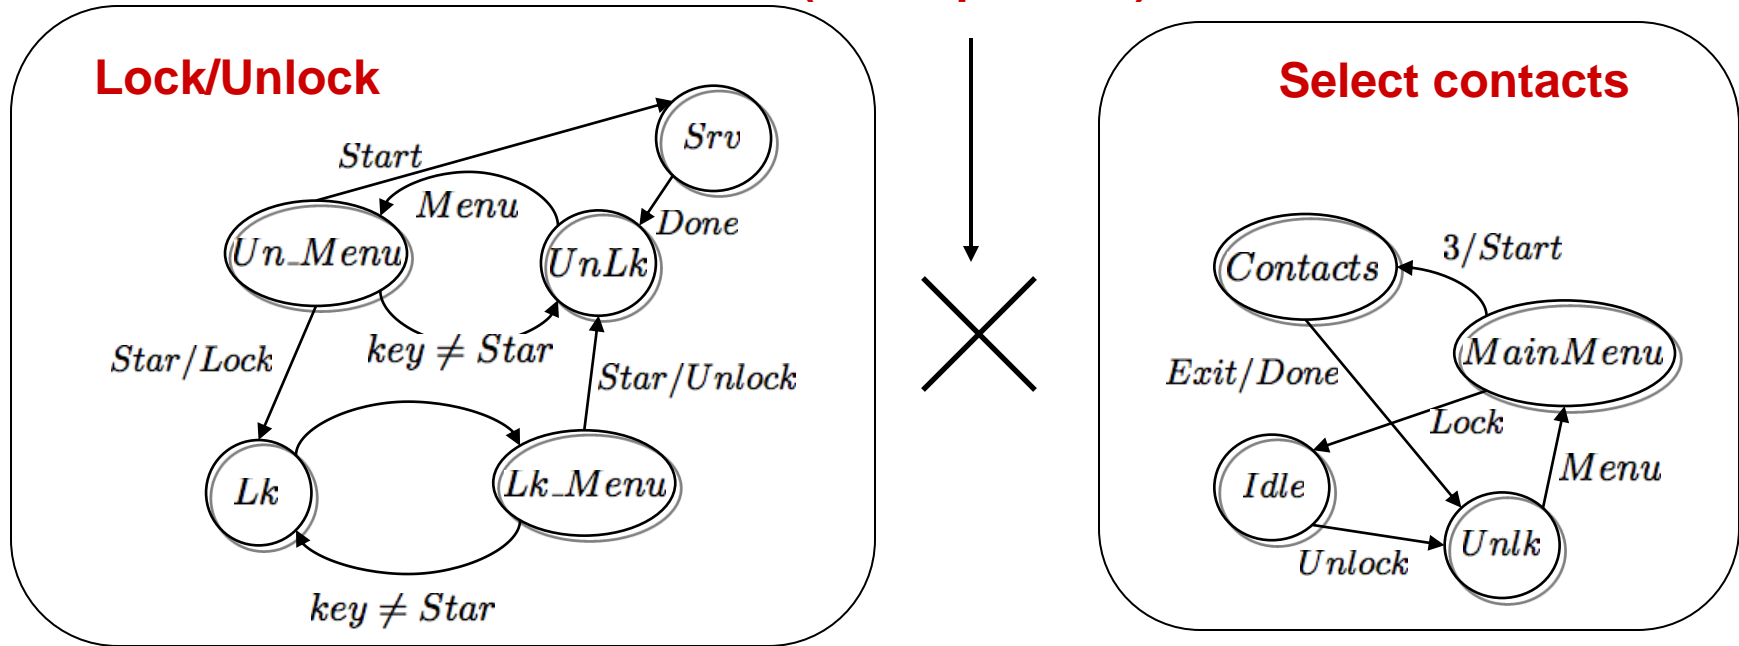 Lock/Unlock
Srv
Start
Menu
Done
Un_Menu
UnLk
key ≠ Star
Star/Lock
Star/Unlock
Lk
Lk_Menu
key ≠ Star
Select contacts
3/Start
Contacts
MainMenu
Exit/Done
Lock
Menu
Idle
Unlk
Unlock